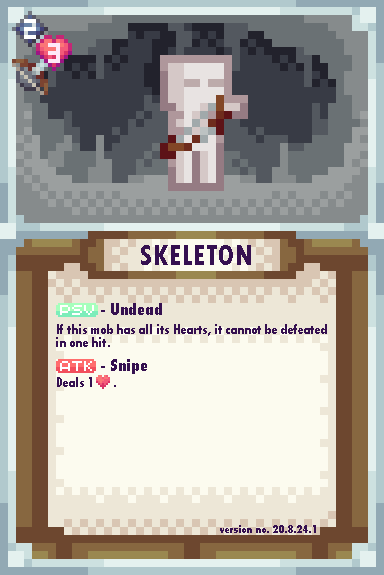 2
3
SKELETON
PSV - Undead
If this mob has all its Hearts, it cannot be defeated
in one hit.
ATK - Snipe
Deals 1 .
version no. 20.8.24.1